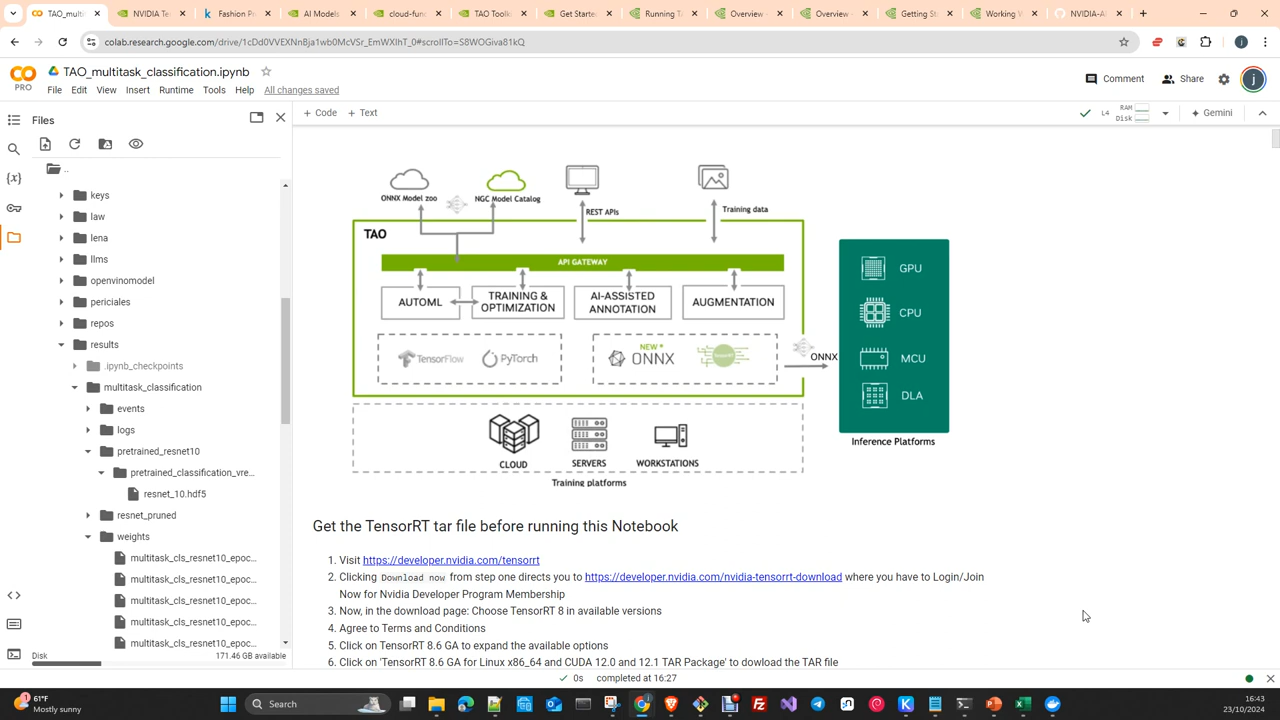 TAO_mult
NVIDIA Te
Fashion P
AI Models
cloud-func
TAO Toolk
Get Starte
Running TA
Overview -
Overview -
Getting St
Working W
NVIDIA-AI
colab.research.google.com/drive/1cDd0VVEXNnBja1wb0McVSr_EmWXIhT_0#scrollTo=S8WOGiva81kQ
j
CO
PRO
TAO_multitask_classification.ipynb
Comment
Share
j
File Edit View Insert Runtime Tools Help All changes saved
Files
+ Code + Text
L4
RAM
Disk
Gemini
..
{x}
keys
law
lena
llms
openvinomodel
periciales
repos
results
.ipynb_checkpoints
multitask_classification
events
logs
pretrained_resnet10
pretrained_classification_vre...
resnet_10.hdf5
resnet_pruned
weights
multitask_cls_resnet10_epoc...
multitask_cls_resnet10_epoc...
multitask_cls_resnet10_epoc...
multitask_cls_resnet10_epoc...
multitask_cls_resnet10_epoc...
Disk
171.46 GB available
ONNX Model zoo
NGC Model Catalog
REST APIs
Training data
TAO
API GATEWAY
AUTOML
TRAINING & OPTIMIZATION
AI-ASSISTED ANNOTATION
AUGMENTATION
TensorFlow
PyTorch
NEW *
ONNX
ONNX
GPU
CPU
MCU
DLA
Inference Platforms
CLOUD
SERVERS
WORKSTATIONS
Training platforms
Get the TensorRT tar file before running this Notebook
1. Visit https://developer.nvidia.com/tensorrt
2. Clicking Download now from step one directs you to https://developer.nvidia.com/nvidia-tensorrt-download where you have to Login/Join
Now for Nvidia Developer Program Membership
3. Now, in the download page: Choose TensorRT 8 in available versions
4. Agree to Terms and Conditions
5. Click on TensorRT 8.6 GA to expand the available options
6. Click on 'TensorRT 8.6 GA for Linux x86_64 and CUDA 12.0 and 12.1 TAR Package' to dowload the TAR file
0s completed at 16:27
61°F
Mostly sunny
Search
16:43
23/10/2024